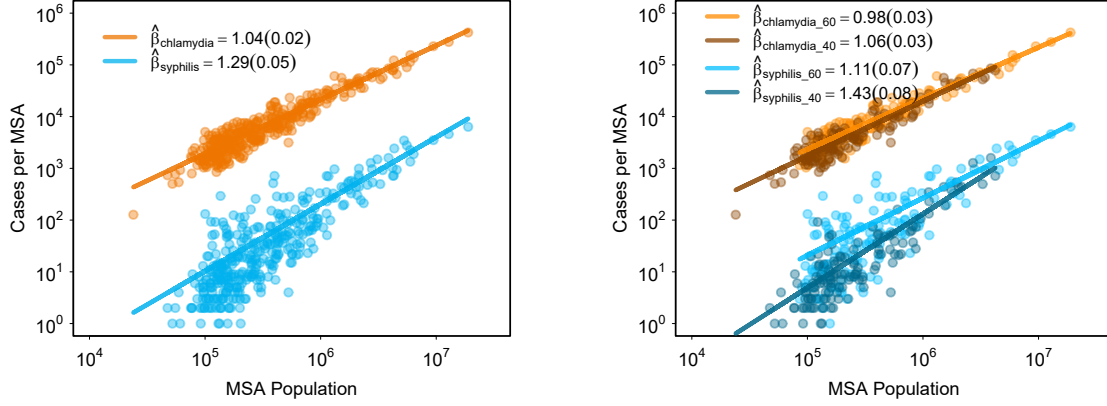 β̂chlamydia = 1.04(0.02)
β̂syphilis = 1.29(0.05)
Cases per MSA
10^6
10^5
10^4
10^3
10^2
10^1
10^0
10^4 10^5 10^6 10^7
MSA Population
β̂chlamydia_60 = 0.98(0.03)
β̂chlamydia_40 = 1.06(0.03)
β̂syphilis_60 = 1.11(0.07)
β̂syphilis_40 = 1.43(0.08)
Cases per MSA
10^6
10^5
10^4
10^3
10^2
10^1
10^0
10^4 10^5 10^6 10^7
MSA Population